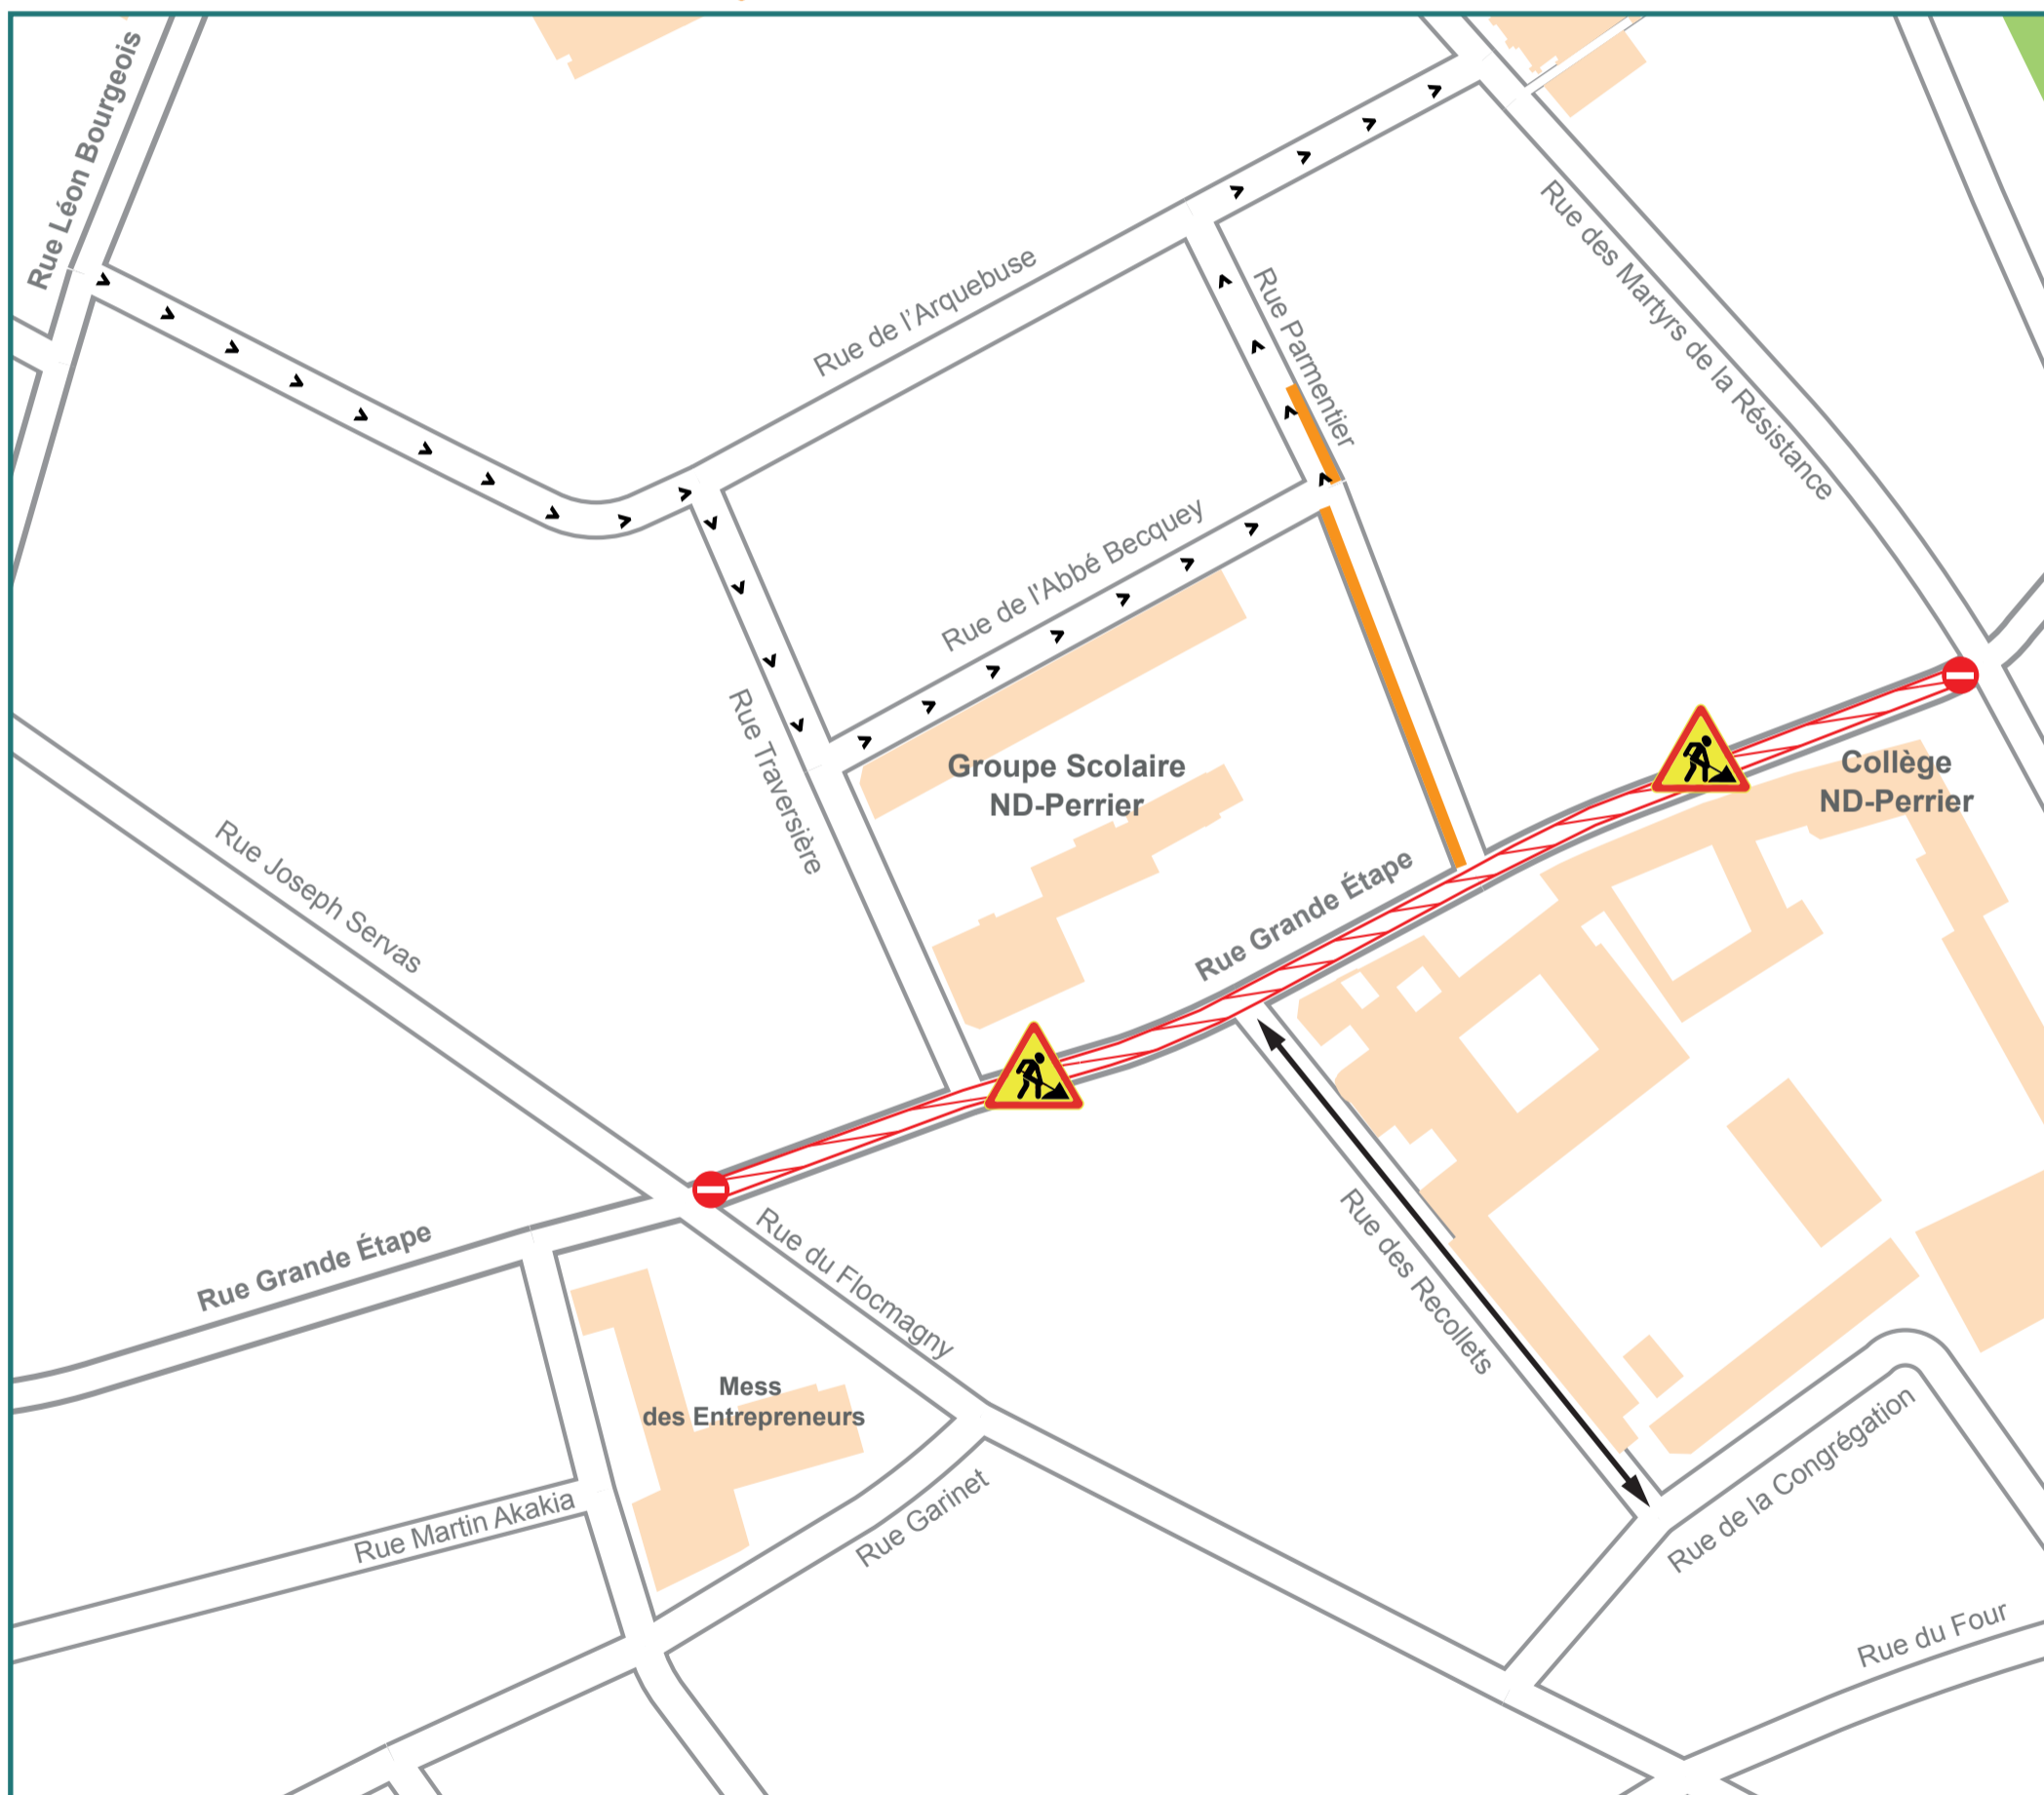 Rue Léon Bourgeois
Rue de l’Arquebuse
Rue Parmentier
Rue des Martyrs de la Résistance
Rue de l'Abbé Becquey
Rue Traversière
Groupe Scolaire
ND-Perrier
Collège
ND-Perrier
Rue Joseph Servas
Rue Grande Étape
Rue Grande Étape
Rue du Flocmagny
Rue des Recollets
Mess
des Entrepreneurs
Rue Martin Akakia
Rue Garinet
Rue de la Congrégation
Rue du Four